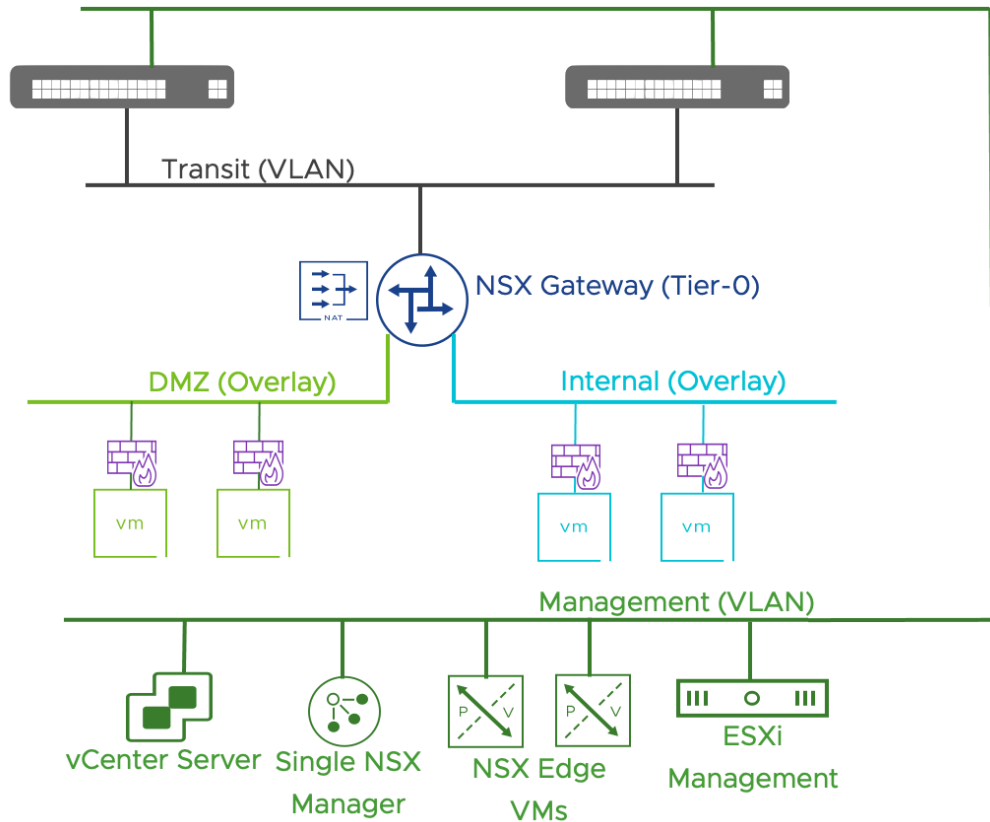 Transit (VLAN)
NAT
NSX Gateway (Tier-0)
DMZ (Overlay)
Internal (Overlay)
vm
vm
vm
vm
Management (VLAN)
P V
P V
vCenter Server
Single NSX
Manager
NSX Edge
VMs
ESXi
Management